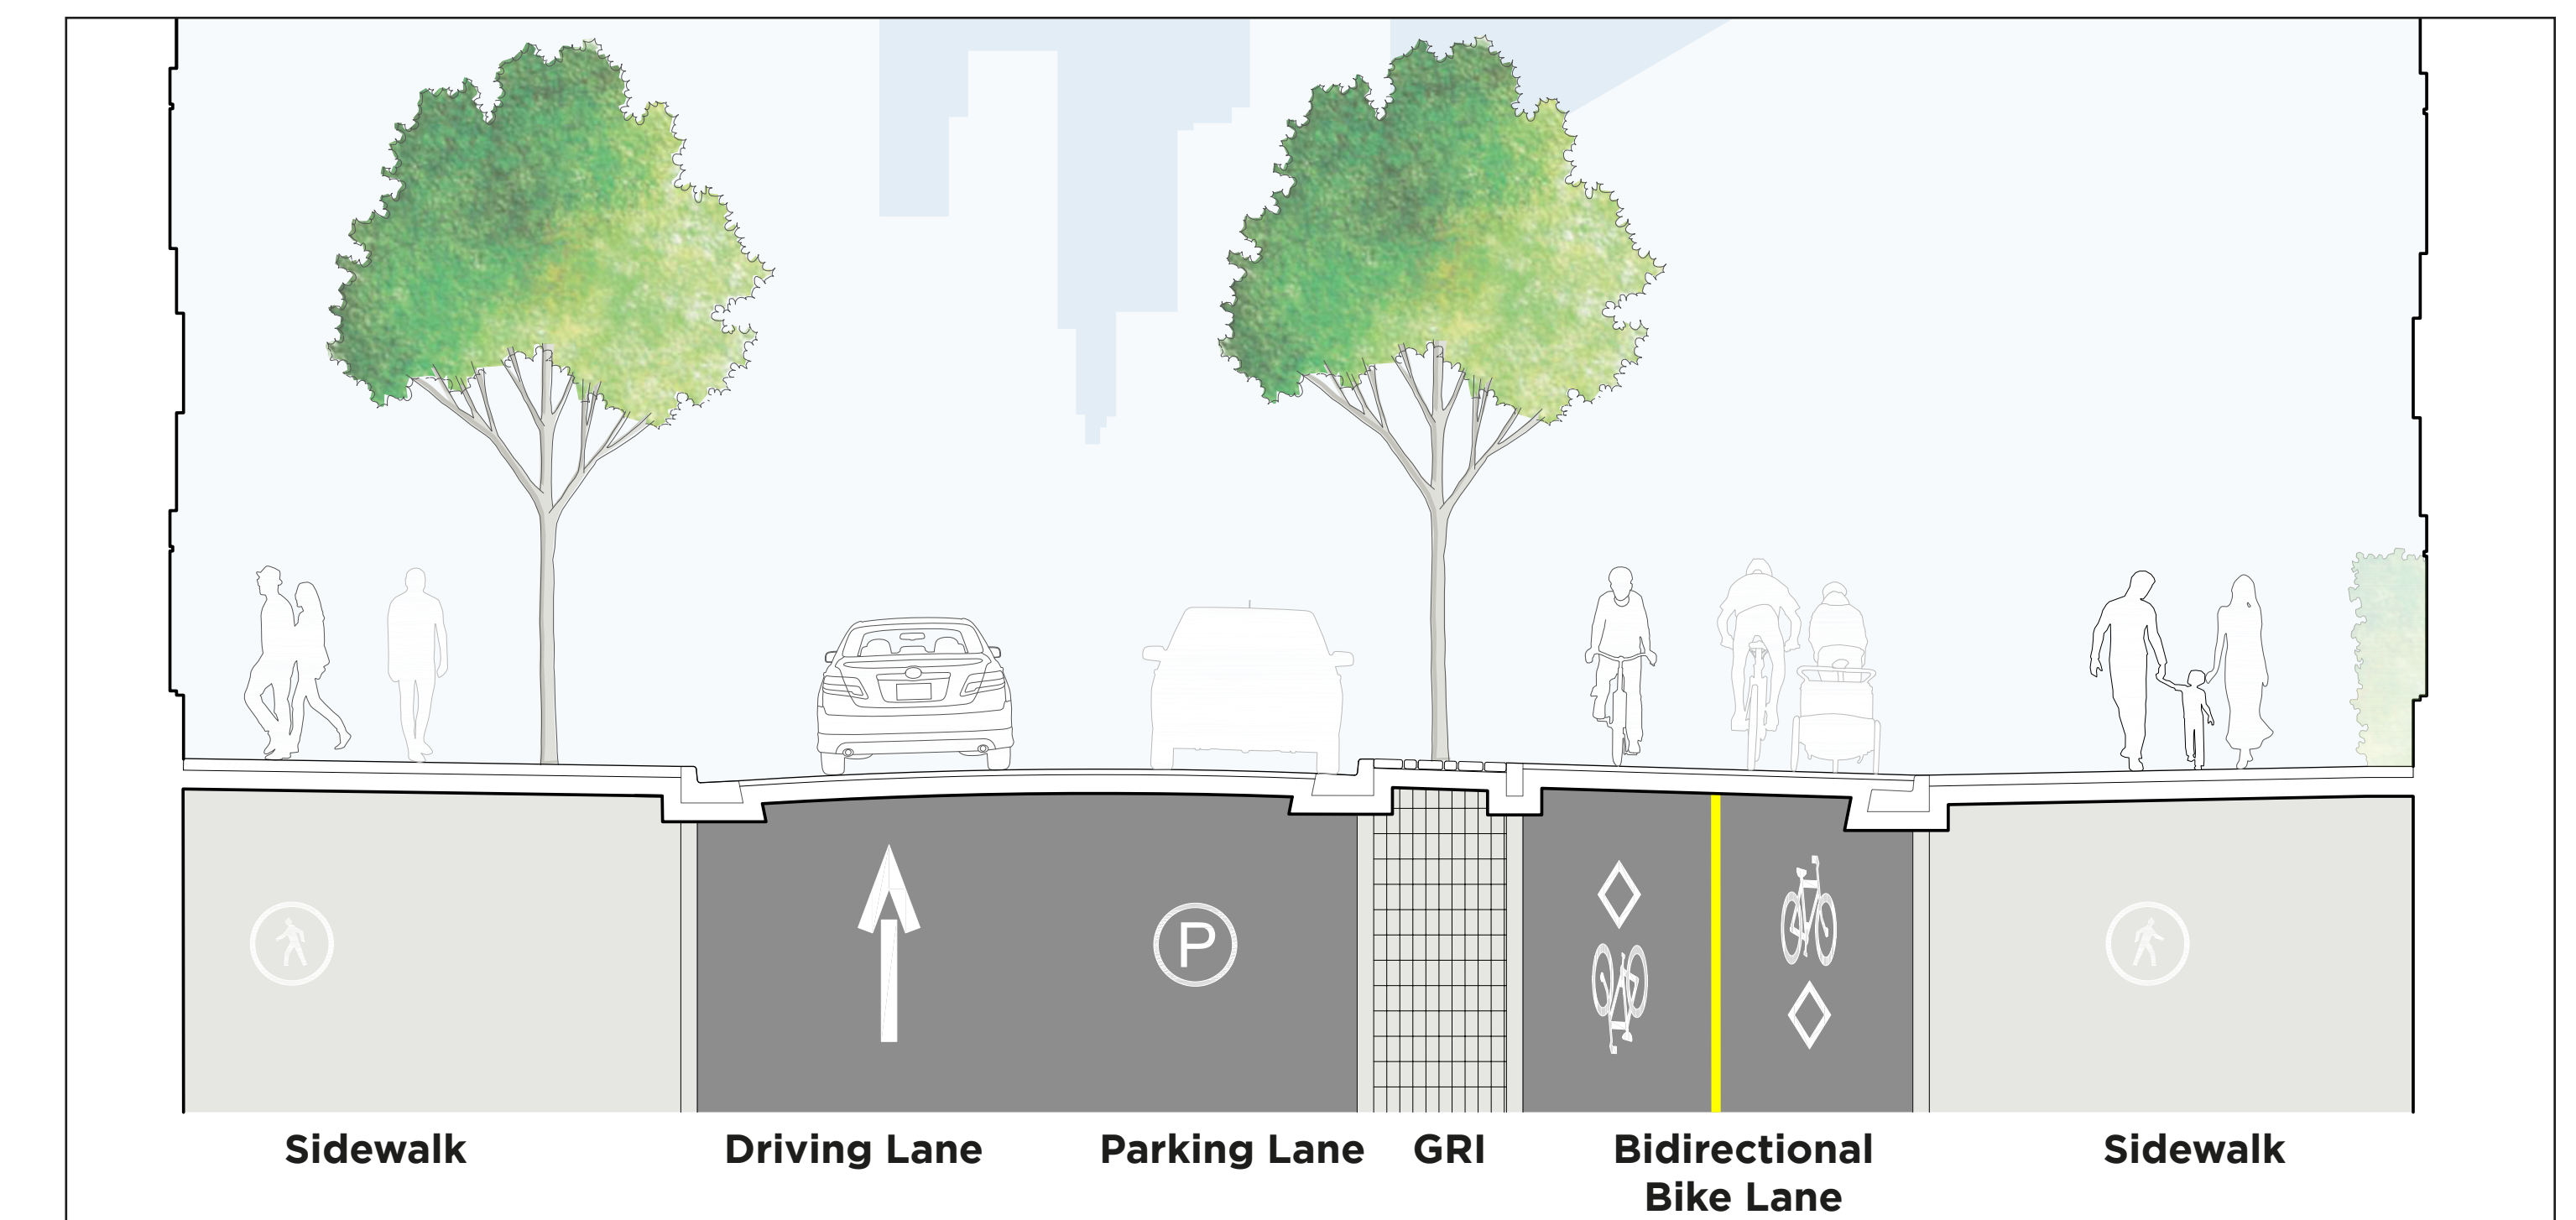 P
Sidewalk
Driving Lane
Parking Lane
GRI
Bidirectional
Bike Lane
Sidewalk